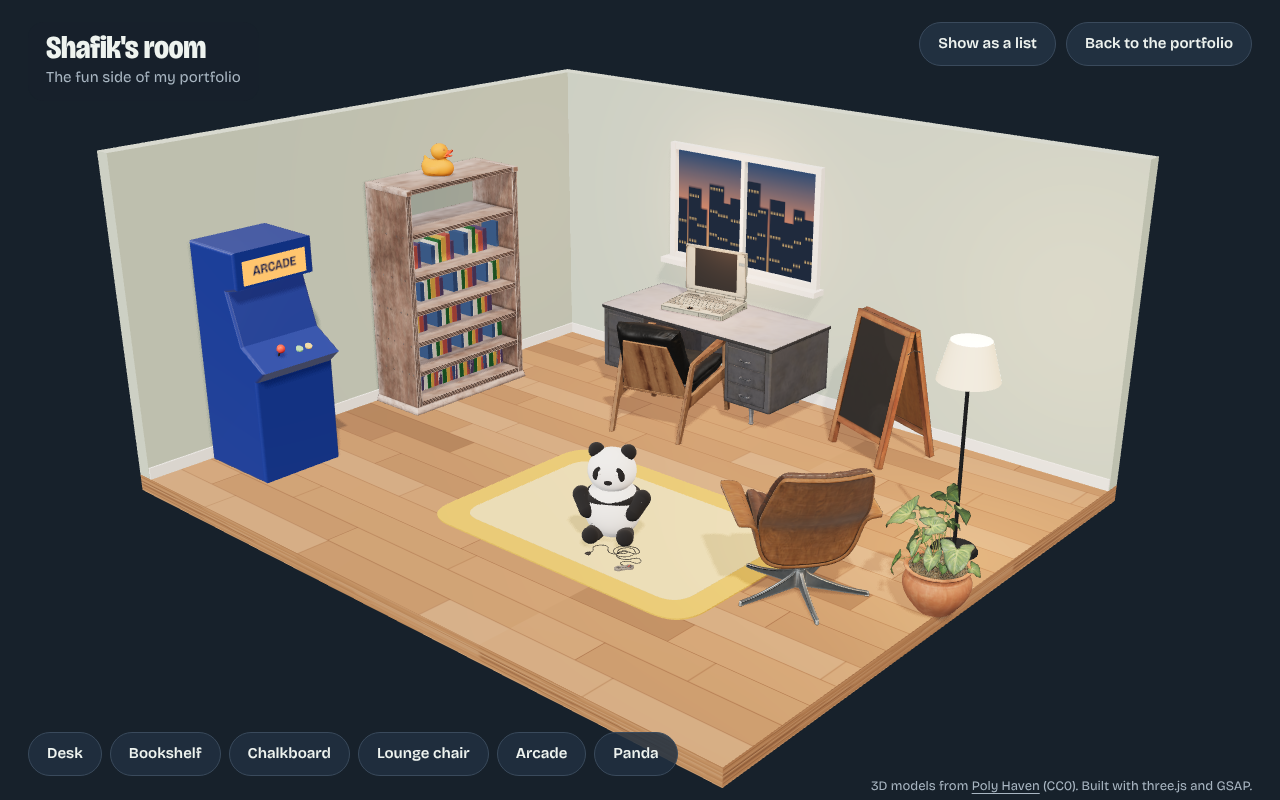 Shafik's room
The fun side of my portfolio
Show as a list
Back to the portfolio
ARCADE
Desk
Bookshelf
Chalkboard
Lounge chair
Arcade
Panda
3D models from Poly Haven (CC0). Built with three.js and GSAP.